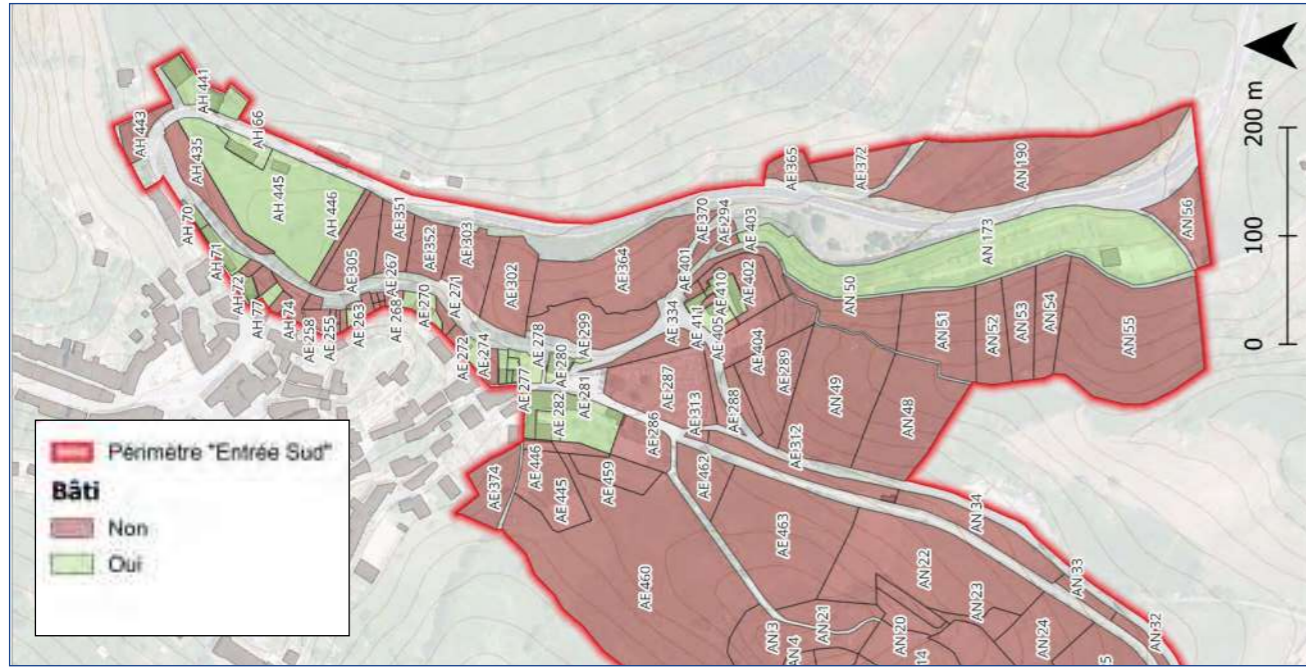 Périmètre "Entrée Sud"
Bâti
Non
Oui
0 100 200 m
AH 443
AH 441
AH 66
AH 435
AH 445
AH 446
AH 70
AH 71
AH 72
AH 77
AH 74
AE 258
AE 255
AE 305
AE 263
AE 267
AE 268
AE 351
AE 270
AE 352
AE 271
AE 303
AE 272
AE 274
AE 302
AE 277
AE 278
AE 280
AE 299
AE 281
AE 282
AE 364
AE 334
AE 401
AE 370
AE 294
AE 403
AE 365
AE 372
AN 190
AN 173
AN 56
AE 411
AE 410
AE 402
AE 405
AE 404
AE 289
AN 50
AN 51
AN 52
AN 53
AN 54
AN 55
AN 49
AN 48
AE 287
AE 313
AE 288
AE 286
AE 312
AE 374
AE 446
AE 445
AE 459
AE 462
AE 463
AE 460
AN 34
AN 33
AN 32
AN 22
AN 23
AN 24
AN 21
AN 20
AN 3
AN 4
14
5